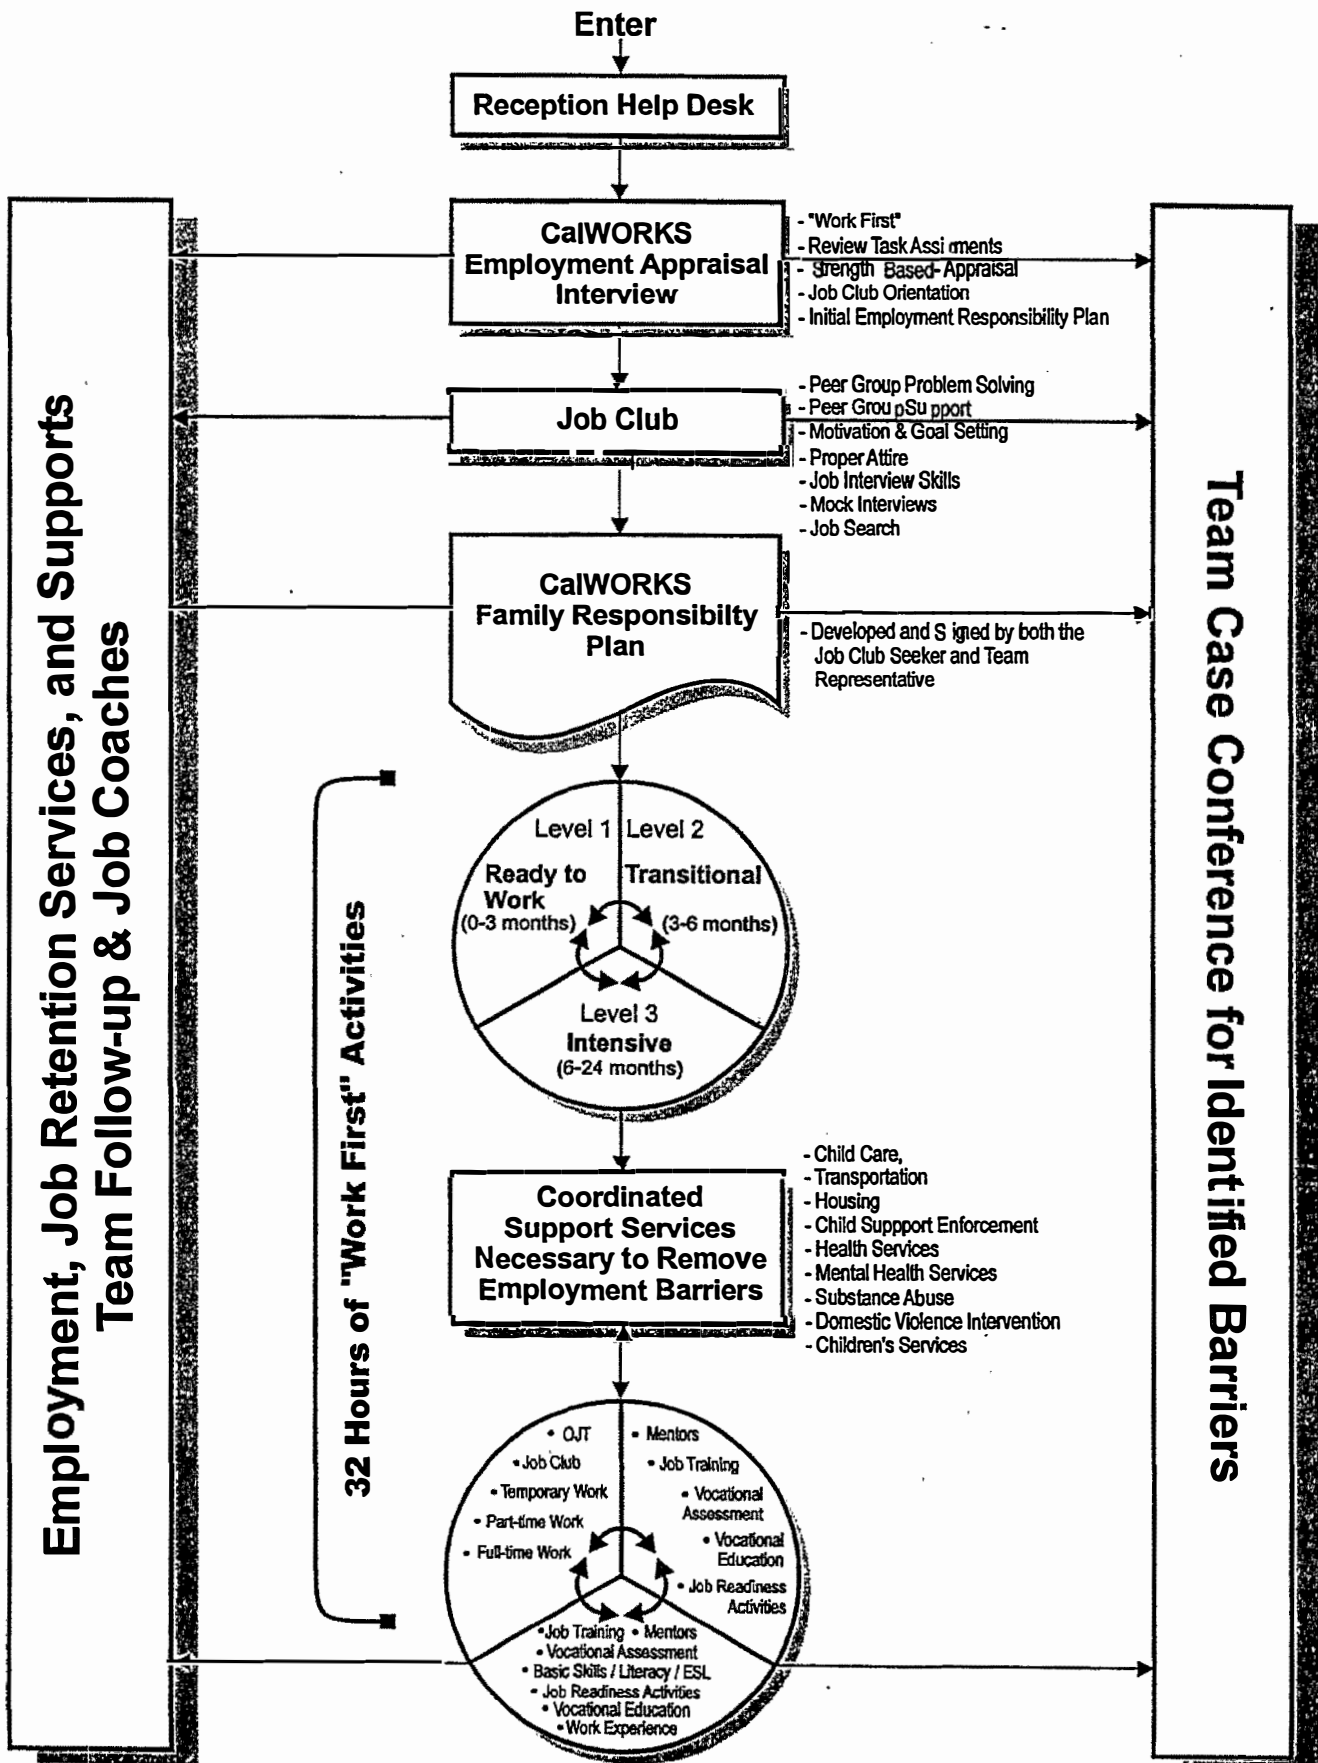 Enter
Reception Help Desk
CalWORKS
Employment Appraisal
Interview
- "Work First"
- Review Task Assi ments
- Strength Based- Appraisal
- Job Club Orientation
- Initial Employment Responsibility Plan
Job Club
- Peer Group Problem Solving
- Peer Group Support
- Motivation & Goal Setting
- Proper Attire
- Job Interview Skills
- Mock Interviews
- Job Search
CalWORKS
Family Responsibilty
Plan
- Developed and Signed by both the
Job Club Seeker and Team
Representative
Employment, Job Retention Services, and Supports
Team Follow-up & Job Coaches
Team Case Conference for Identified Barriers
32 Hours of "Work First" Activities
Level 1
Ready to
Work
(0-3 months)
Level 2
Transitional
(3-6 months)
Level 3
Intensive
(6-24 months)
Coordinated
Support Services
Necessary to Remove
Employment Barriers
- Child Care,
- Transportation
- Housing
- Child Suppport Enforcement
- Health Services
- Mental Health Services
- Substance Abuse
- Domestic Violence Intervention
- Children's Services
• OJT
• Job Club
• Temporary Work
• Part-time Work
• Full-time Work
• Mentors
• Job Training
• Vocational
Assessment
• Vocational
Education
• Job Readiness
Activities
• Job Training • Mentors
• Vocational Assessment
• Basic Skills / Literacy / ESL
• Job Readiness Activities
• Vocational Education
• Work Experience